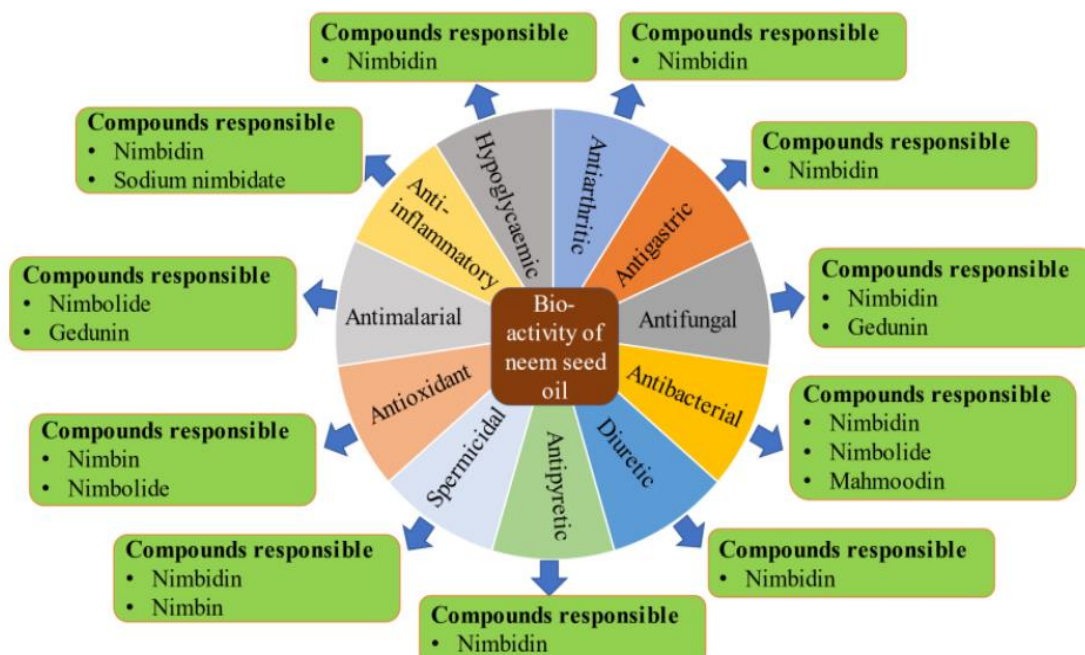 Compounds responsible
• Nimbidin
Compounds responsible
• Nimbidin
Compounds responsible
• Nimbidin
• Sodium nimbidate
Compounds responsible
• Nimbidin
Compounds responsible
• Nimbolide
• Gedunin
Compounds responsible
• Nimbidin
• Gedunin
Compounds responsible
• Nimbin
• Nimbolide
Compounds responsible
• Nimbidin
• Nimbolide
• Mahmoodin
Compounds responsible
• Nimbidin
• Nimbin
Compounds responsible
• Nimbidin
Compounds responsible
• Nimbidin
Hypoglycaemic
Antiarthritic
Antigastric
Antifungal
Antibacterial
Diuretic
Antipyretic
Spermicidal
Antioxidant
Antimalarial
Anti-
inflammatory
Bio-
activity of
neem seed
oil